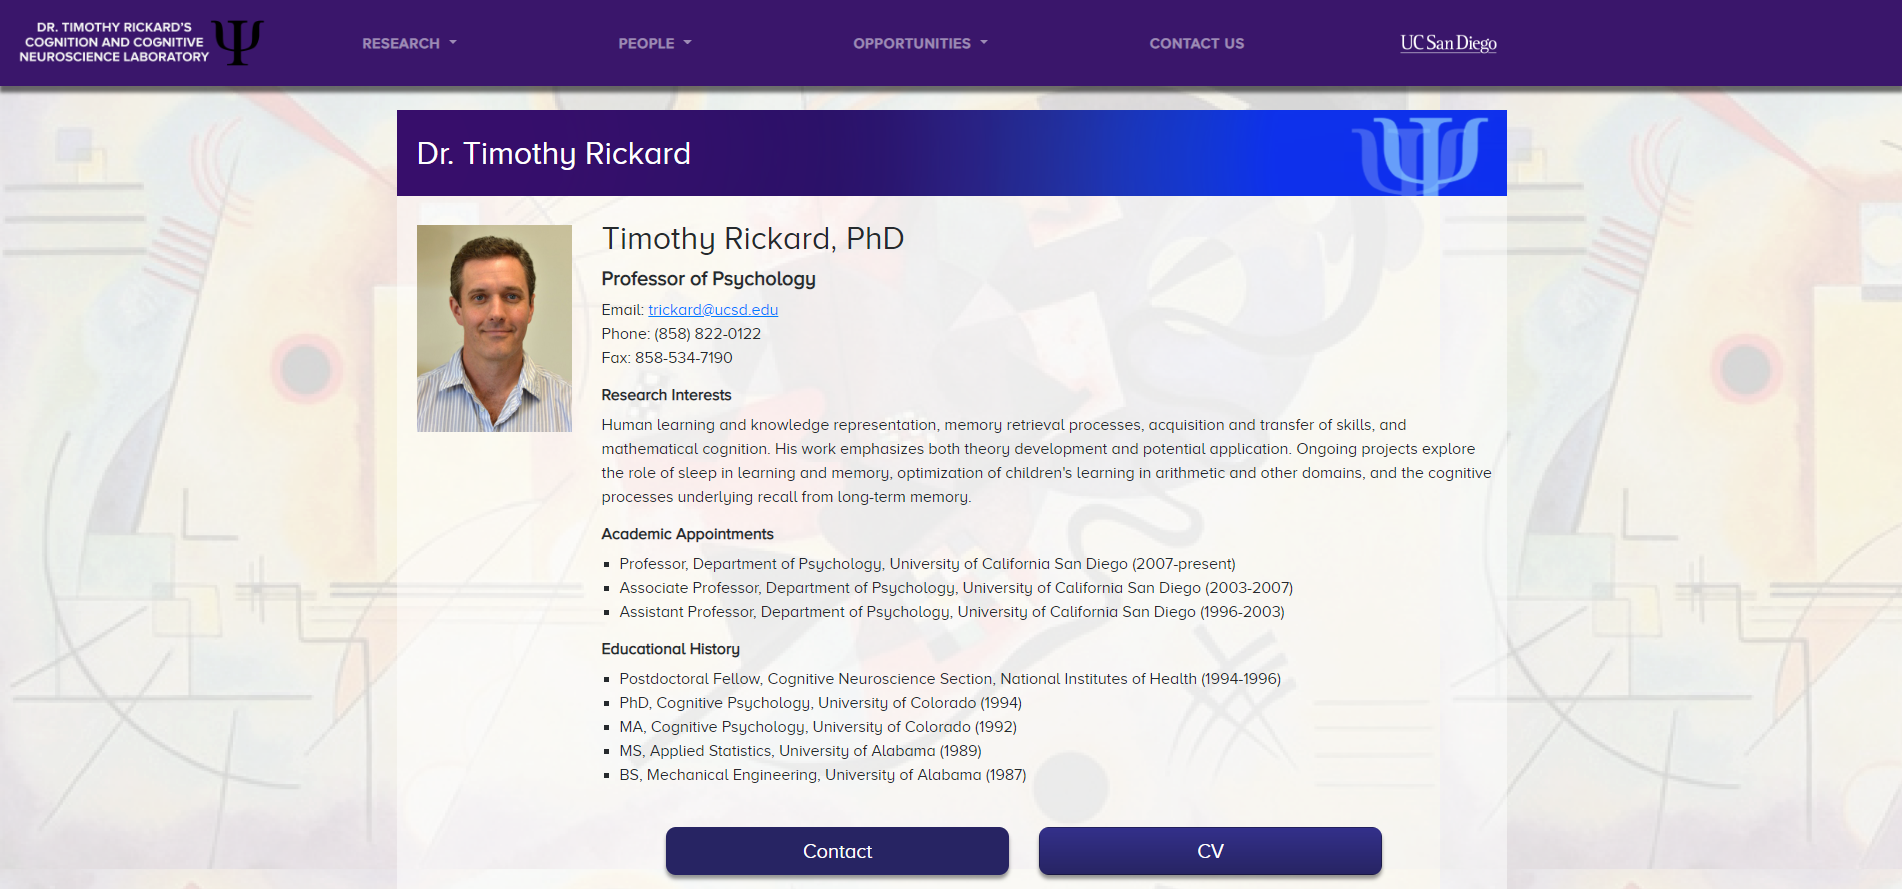 DR. TIMOTHY RICKARD'S
COGNITION AND COGNITIVE
NEUROSCIENCE LABORATORY
RESEARCH
PEOPLE
OPPORTUNITIES
CONTACT US
UC San Diego
Dr. Timothy Rickard
Timothy Rickard, PhD
Professor of Psychology
Email: trickard@ucsd.edu
Phone: (858) 822-0122
Fax: 858-534-7190
Research Interests
Human learning and knowledge representation, memory retrieval processes, acquisition and transfer of skills, and
mathematical cognition. His work emphasizes both theory development and potential application. Ongoing projects explore
the role of sleep in learning and memory, optimization of children's learning in arithmetic and other domains, and the cognitive
processes underlying recall from long-term memory.
Academic Appointments
Professor, Department of Psychology, University of California San Diego (2007-present)
Associate Professor, Department of Psychology, University of California San Diego (2003-2007)
Assistant Professor, Department of Psychology, University of California San Diego (1996-2003)
Educational History
Postdoctoral Fellow, Cognitive Neuroscience Section, National Institutes of Health (1994-1996)
PhD, Cognitive Psychology, University of Colorado (1994)
MA, Cognitive Psychology, University of Colorado (1992)
MS, Applied Statistics, University of Alabama (1989)
BS, Mechanical Engineering, University of Alabama (1987)
Contact
CV